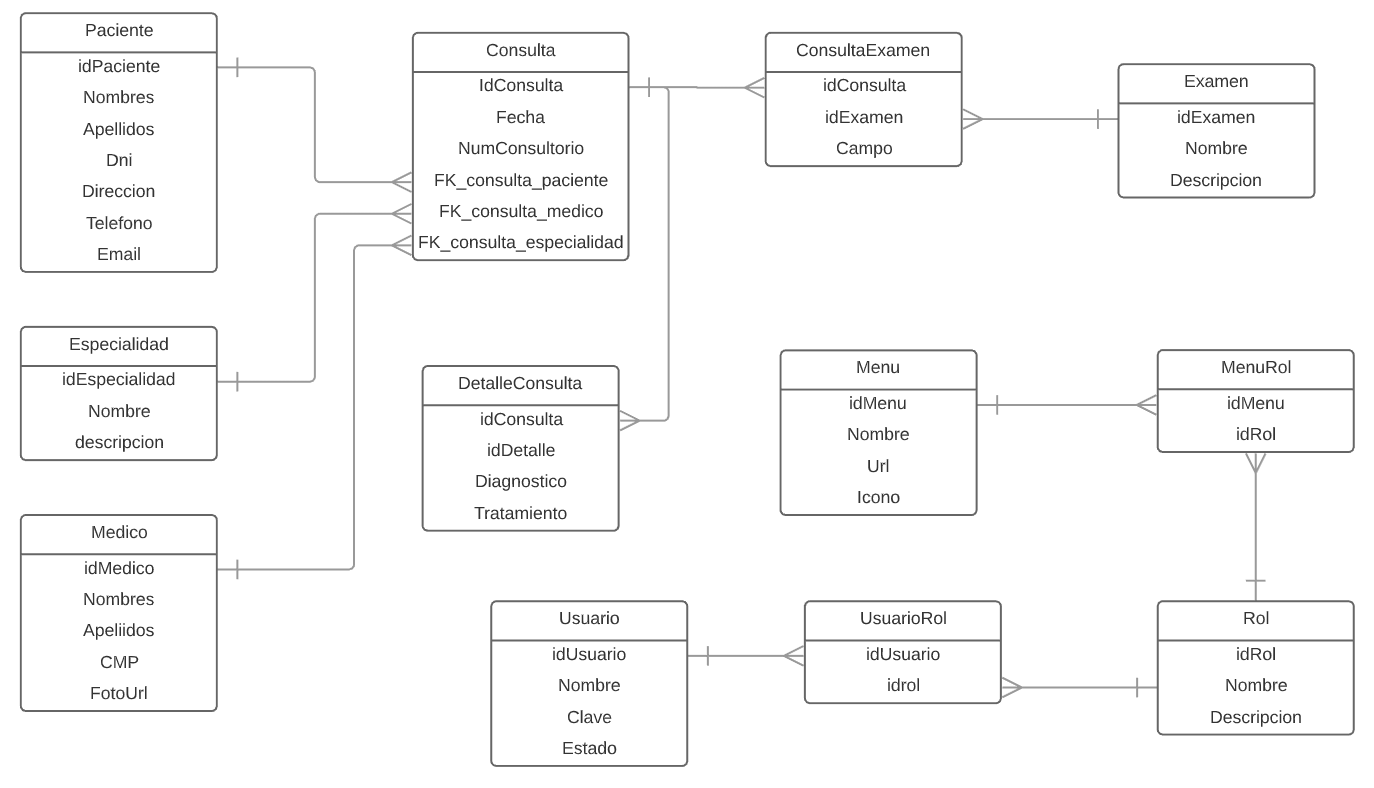 Paciente
idPaciente
Nombres
Apellidos
Dni
Direccion
Telefono
Email
Consulta
IdConsulta
Fecha
NumConsultorio
FK_consulta_paciente
FK_consulta_medico
FK_consulta_especialidad
ConsultaExamen
idConsulta
idExamen
Campo
Examen
idExamen
Nombre
Descripcion
Especialidad
idEspecialidad
Nombre
descripcion
DetalleConsulta
idConsulta
idDetalle
Diagnostico
Tratamiento
Menu
idMenu
Nombre
Url
Icono
MenuRol
idMenu
idRol
Medico
idMedico
Nombres
Apeliidos
CMP
FotoUrl
Usuario
idUsuario
Nombre
Clave
Estado
UsuarioRol
idUsuario
idrol
Rol
idRol
Nombre
Descripcion